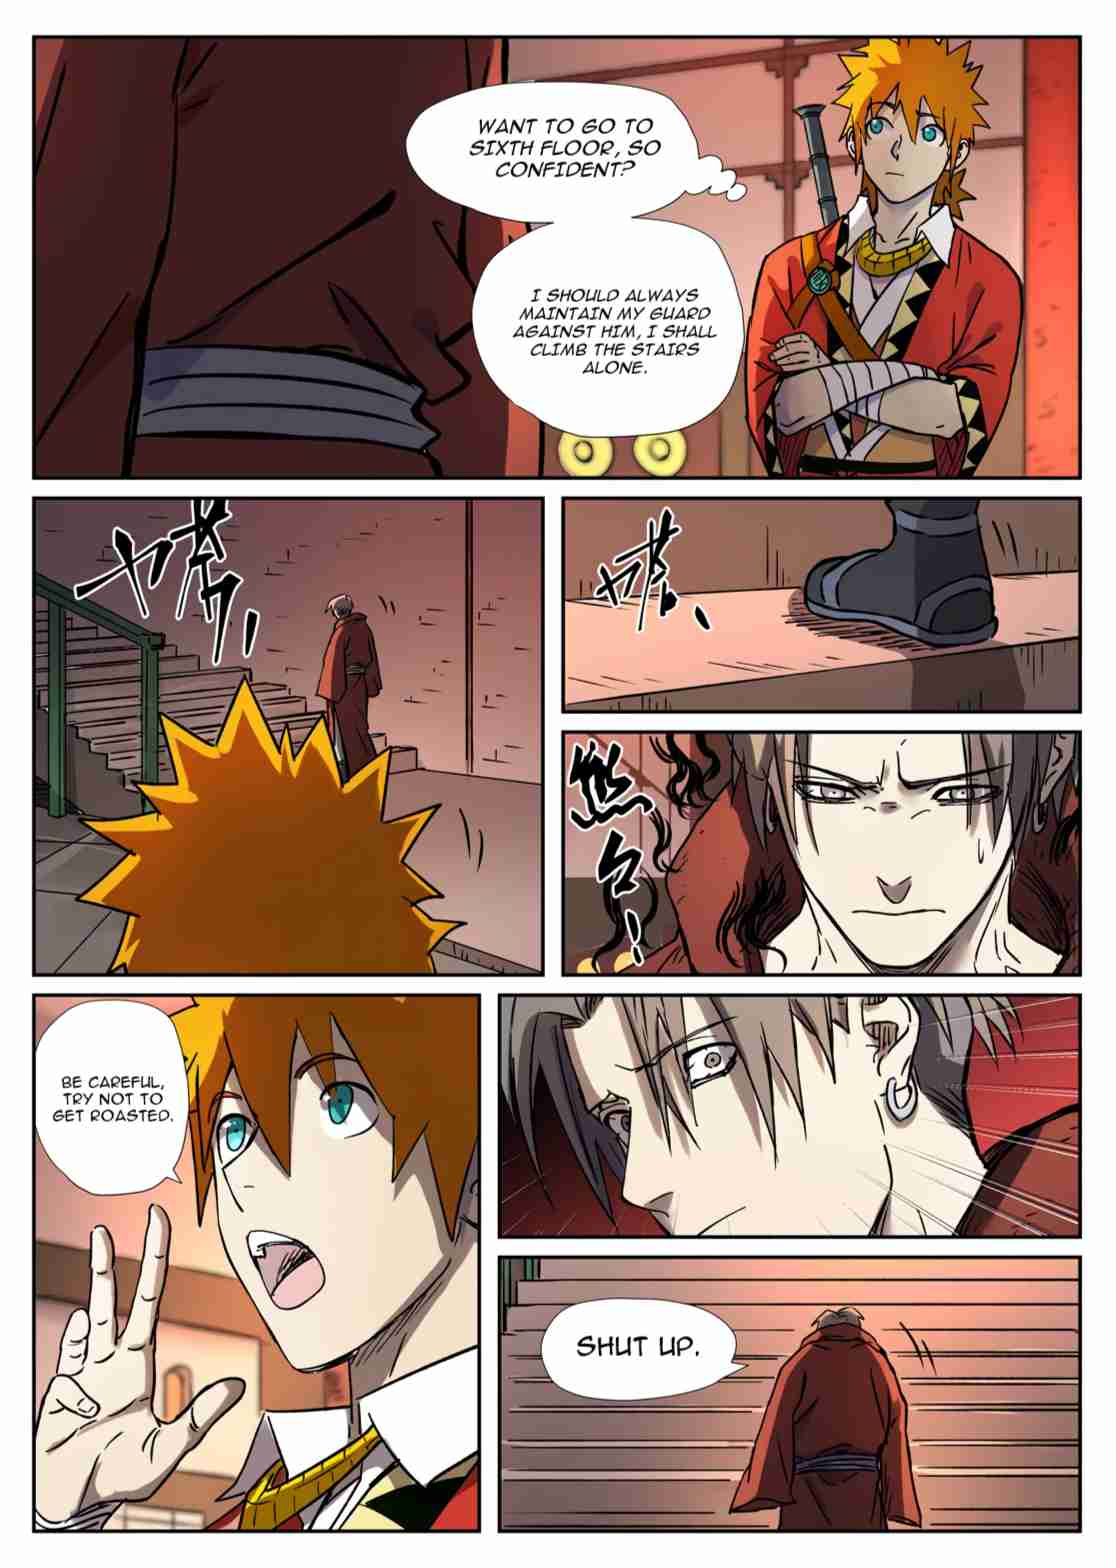 WANT TO GO TO
SIXTH FLOOR, SO
CONFIDENT?
I SHOULD ALWAYS
MAINTAIN MY GUARD
AGAINST HIM, I SHALL
CLIMB THE STAIRS
ALONE.
BE CAREFUL,
TRY NOT TO
GET ROASTED.
SHUT UP.